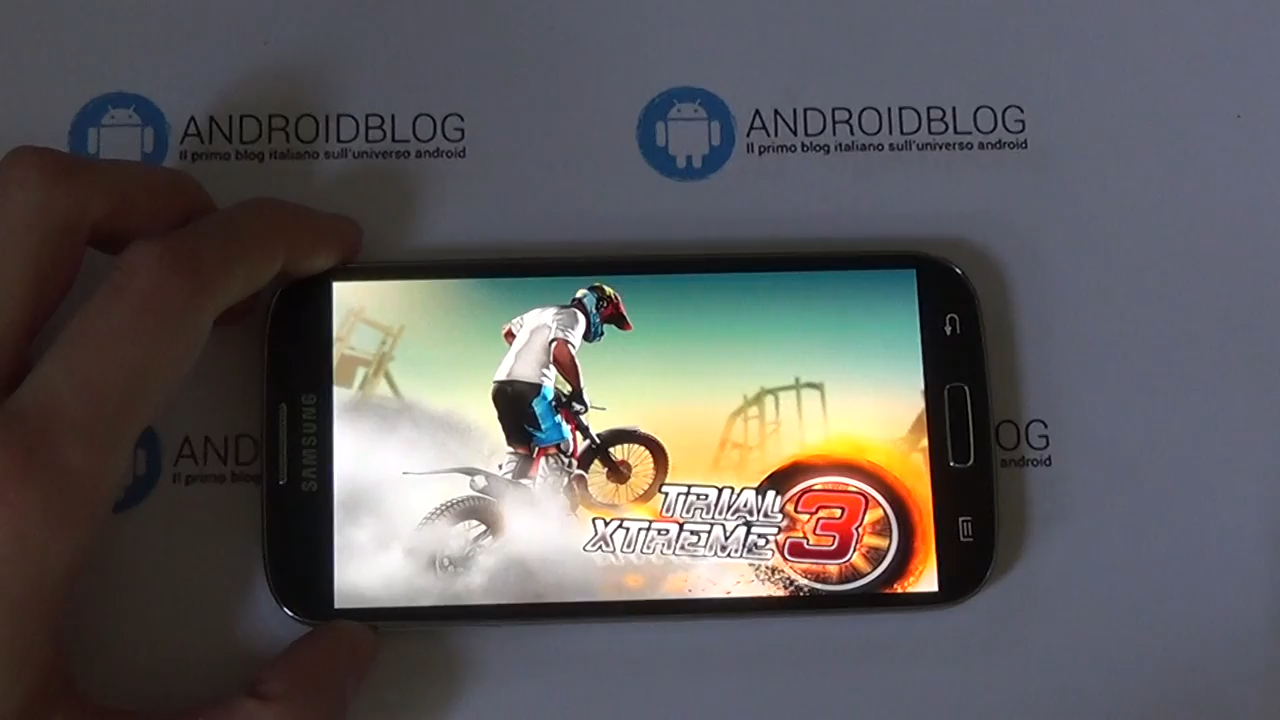 ANDROIDBLOG
Il primo blog italiano sull'universo android
ANDROIDBLOG
Il primo blog italiano sull'universo android
SAMSUNG
TRIAL
XTREME 3
AND
Il primo blog
OG
android